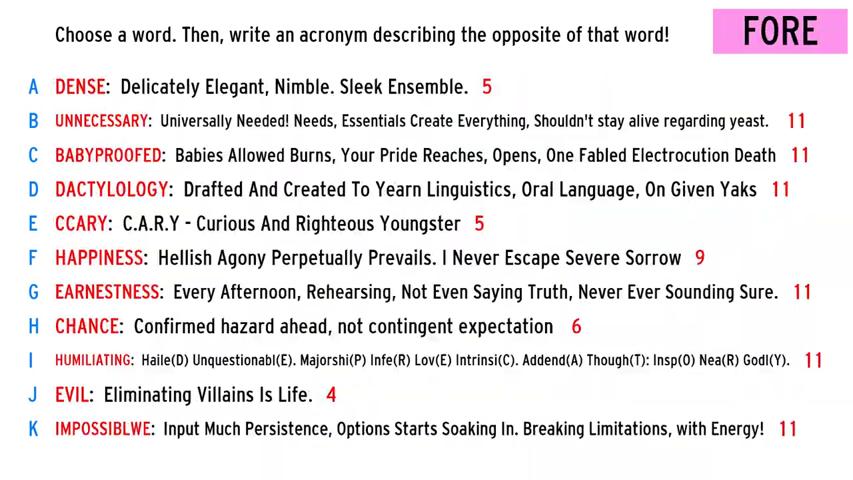 Choose a word. Then, write an acronym describing the opposite of that word!
FORE
A DENSE: Delicately Elegant, Nimble. Sleek Ensemble. 5
B UNNECESSARY: Universally Needed! Needs, Essentials Create Everything, Shouldn't stay alive regarding yeast. 11
C BABYPROOFED: Babies Allowed Burns, Your Pride Reaches, Opens, One Fabled Electrocution Death 11
D DACTYLOLOGY: Drafted And Created To Yearn Linguistics, Oral Language, On Given Yaks 11
E CCARY: C.A.R.Y - Curious And Righteous Youngster 5
F HAPPINESS: Hellish Agony Perpetually Prevails. I Never Escape Severe Sorrow 9
G EARNESTNESS: Every Afternoon, Rehearsing, Not Even Saying Truth, Never Ever Sounding Sure. 11
H CHANCE: Confirmed hazard ahead, not contingent expectation 6
I HUMILIATING: Haile(D) Unquestionabl(E). Majorshi(P) Infe(R) Lov(E) Intrinsi(C). Addend(A) Though(T): Insp(O) Nea(R) Godl(Y). 11
J EVIL: Eliminating Villains Is Life. 4
K IMPOSSIBLWE: Input Much Persistence, Options Starts Soaking In. Breaking Limitations, with Energy! 11